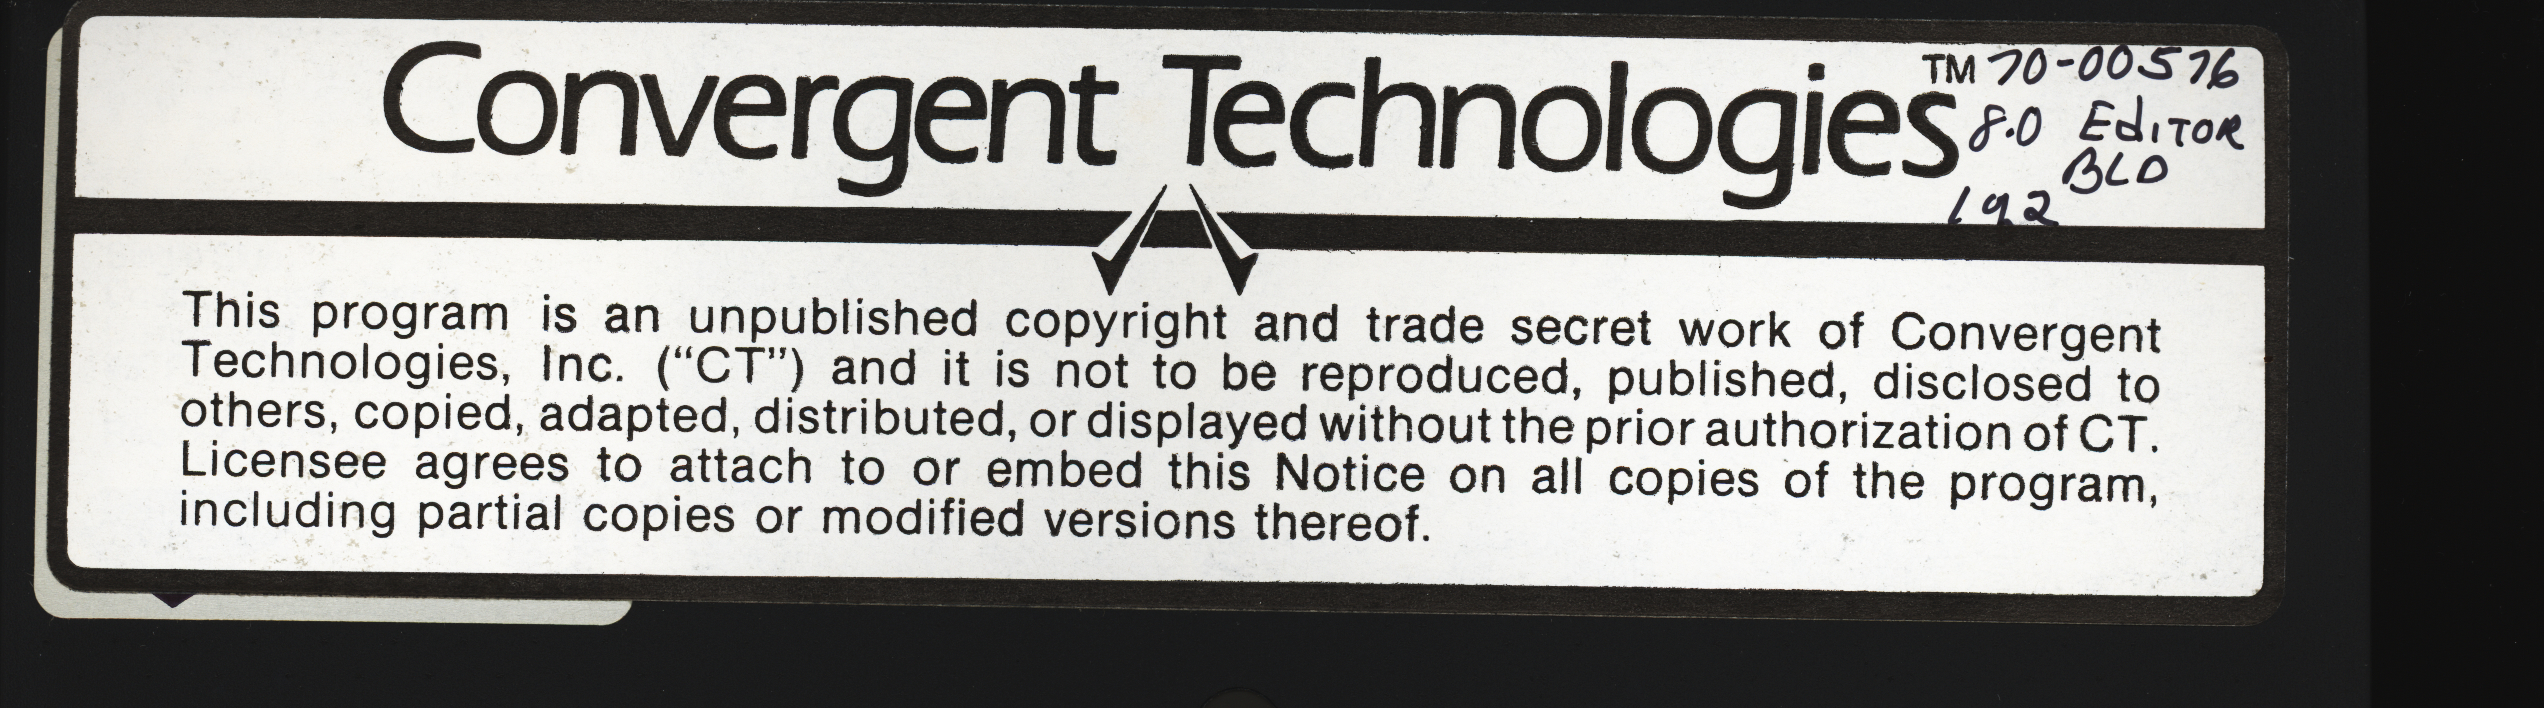 Convergent Technologies™ 70-00576
8.0 EdITOR
BLD
192
This program is an unpublished copyright and trade secret work of Convergent
Technologies, Inc. (“CT”) and it is not to be reproduced, published, disclosed to
others, copied, adapted, distributed, or displayed without the prior authorization of CT.
Licensee agrees to attach to or embed this Notice on all copies of the program,
including partial copies or modified versions thereof.